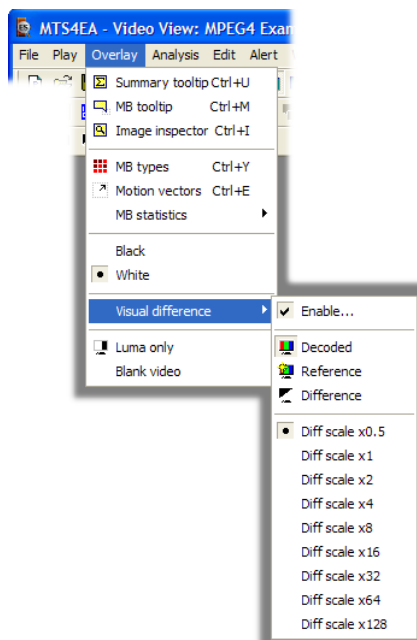 MTS4EA - Video View: MPEG4 Exam
File Play Overlay Analysis Edit Alert
Summary tooltip Ctrl+U
MB tooltip Ctrl+M
Image inspector Ctrl+I
MB types Ctrl+Y
Motion vectors Ctrl+E
MB statistics
Black
White
Visual difference
Enable...
Luma only
Decoded
Blank video
Reference
Difference
Diff scale x0.5
Diff scale x1
Diff scale x2
Diff scale x4
Diff scale x8
Diff scale x16
Diff scale x32
Diff scale x64
Diff scale x128